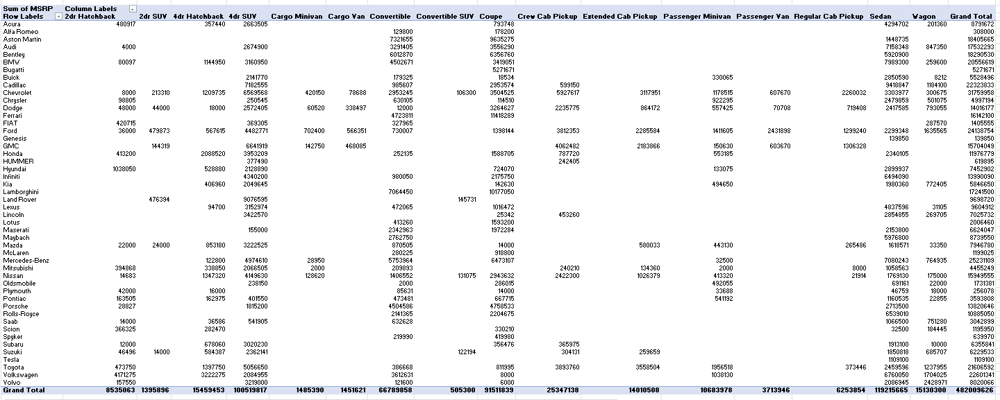 Sum of MSRP Column Labels
Row Labels 2dr Hatchback 2dr SUV 4dr Hatchback 4dr SUV Cargo Minivan Cargo Van Convertible Convertible SUV Coupe Crew Cab Pickup Extended Cab Pickup Passenger Minivan Passenger Van Regular Cab Pickup Sedan Wagon Grand Total
Acura 480917 357440 2663505 793748 4294702 201360 8791672
Alfa Romeo 129800 178200 308000
Aston Martin 7321655 9635275 1448735 18405665
Audi 4000 2674900 3291405 3556290 7158348 847350 17532293
Bentley 6012870 6356760 5920900 18290530
BMW 80097 1144950 3160950 4502671 3419051 7989300 259600 20556619
Bugatti 5271671 5271671
Buick 2141770 179325 18534 330065 2850590 8212 5528496
Cadillac 7182555 985607 2953574 599150 9418847 1184100 22323833
Chevrolet 8000 213310 1209735 6569568 420150 78688 2953245 106300 3504525 5927617 3117951 1178515 607670 2260032 3303977 300675 31759958
Chrysler 98805 250545 630105 114510 922295 2479859 501075 4997194
Dodge 48000 44000 18000 2572405 60520 338497 12000 3264627 2235775 864172 557425 70708 719408 2417585 793055 14016177
Ferrari 4723811 11418289 16142100
FIAT 420715 369305 327965 287570 1405555
Ford 36000 479873 567615 4482771 702400 566351 730007 1398144 3812353 2285584 1411605 2431898 1299240 2299348 1635565 24138754
Genesis 139850 139850
GMC 144319 6641919 142750 468085 4062482 2183866 150630 603670 1306328 15704049
Honda 413200 2088520 3953209 252135 1588705 787720 553185 2340105 11976779
HUMMER 377490 242405 619895
Hyundai 1038050 528880 2128890 724070 133075 2899937 7452902
Infiniti 4340200 980050 2175750 6494090 13990090
Kia 406960 2049645 142630 494650 1980360 772405 5846650
Lamborghini 7064450 10177050 17241500
Land Rover 476394 9076595 145731 9698720
Lexus 94700 3152974 472065 1016472 4837596 31105 9604912
Lincoln 3422570 25342 453260 2854855 269705 7025732
Lotus 413260 1593200 2006460
Maserati 155000 2342963 1972284 2153800 6624047
Maybach 2762750 5976800 8739550
Mazda 22000 24000 853180 3222525 870505 14000 580033 443130 265486 1618571 33350 7946780
McLaren 280225 918800 1199025
Mercedes-Benz 122800 4974610 28950 5753964 6473107 32500 7080243 764935 25231109
Mitsubishi 394868 338850 2066505 2000 209893 240210 134360 2000 8000 1058563 4455249
Nissan 14683 1347320 4149630 128620 1406552 131075 2943632 2422300 1026379 413320 21914 1769130 175000 15949555
Oldsmobile 238150 2000 286015 492055 691161 22000 1731381
Plymouth 42000 16000 85631 14000 33688 46759 18000 256078
Pontiac 163505 162975 401550 473481 667715 541192 1160535 22855 3593808
Porsche 28827 1815200 4504586 4758533 2713500 13820646
Rolls-Royce 2141365 2204675 6539010 10885050
Saab 14000 36586 541905 632628 1066500 751280 3042899
Scion 366325 282470 330210 32500 184445 1195950
Spyker 219990 419980 639970
Subaru 12000 678060 3020230 356476 365975 1913100 10000 6355841
Suzuki 46496 14000 584387 2362141 122194 304131 259659 1850818 685707 6229533
Tesla 1109100 1109100
Toyota 473750 1397750 5056650 386668 811995 3893760 3558504 1956518 373446 2459596 1237955 21606592
Volkswagen 4171275 3222275 2084955 3612631 8000 1038130 6760050 1704025 22601341
Volvo 157550 3219000 121600 6000 2086945 2428971 8020066
Grand Total 8535063 1395896 15459453 100519817 1485390 1451621 66789858 505300 91511839 25347138 14010508 10683978 3713946 6253854 119215665 15130300 482009626